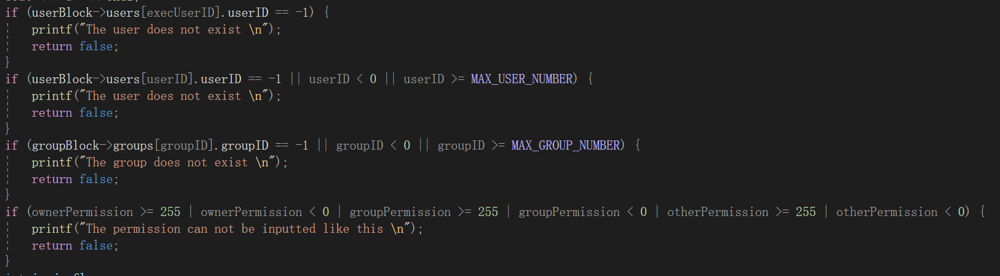 if (userBlock->users[execUserID].userID == -1) {
printf("The user does not exist \n");
return false;
}
if (userBlock->users[userID].userID == -1 || userID < 0 || userID >= MAX_USER_NUMBER) {
printf("The user does not exist \n");
return false;
}
if (groupBlock->groups[groupID].groupID == -1 || groupID < 0 || groupID >= MAX_GROUP_NUMBER) {
printf("The group does not exist \n");
return false;
}
if (ownerPermission >= 255 | ownerPermission < 0 | groupPermission >= 255 | groupPermission < 0 | otherPermission >= 255 | otherPermission < 0) {
printf("The permission can not be inputted like this \n");
return false;
}